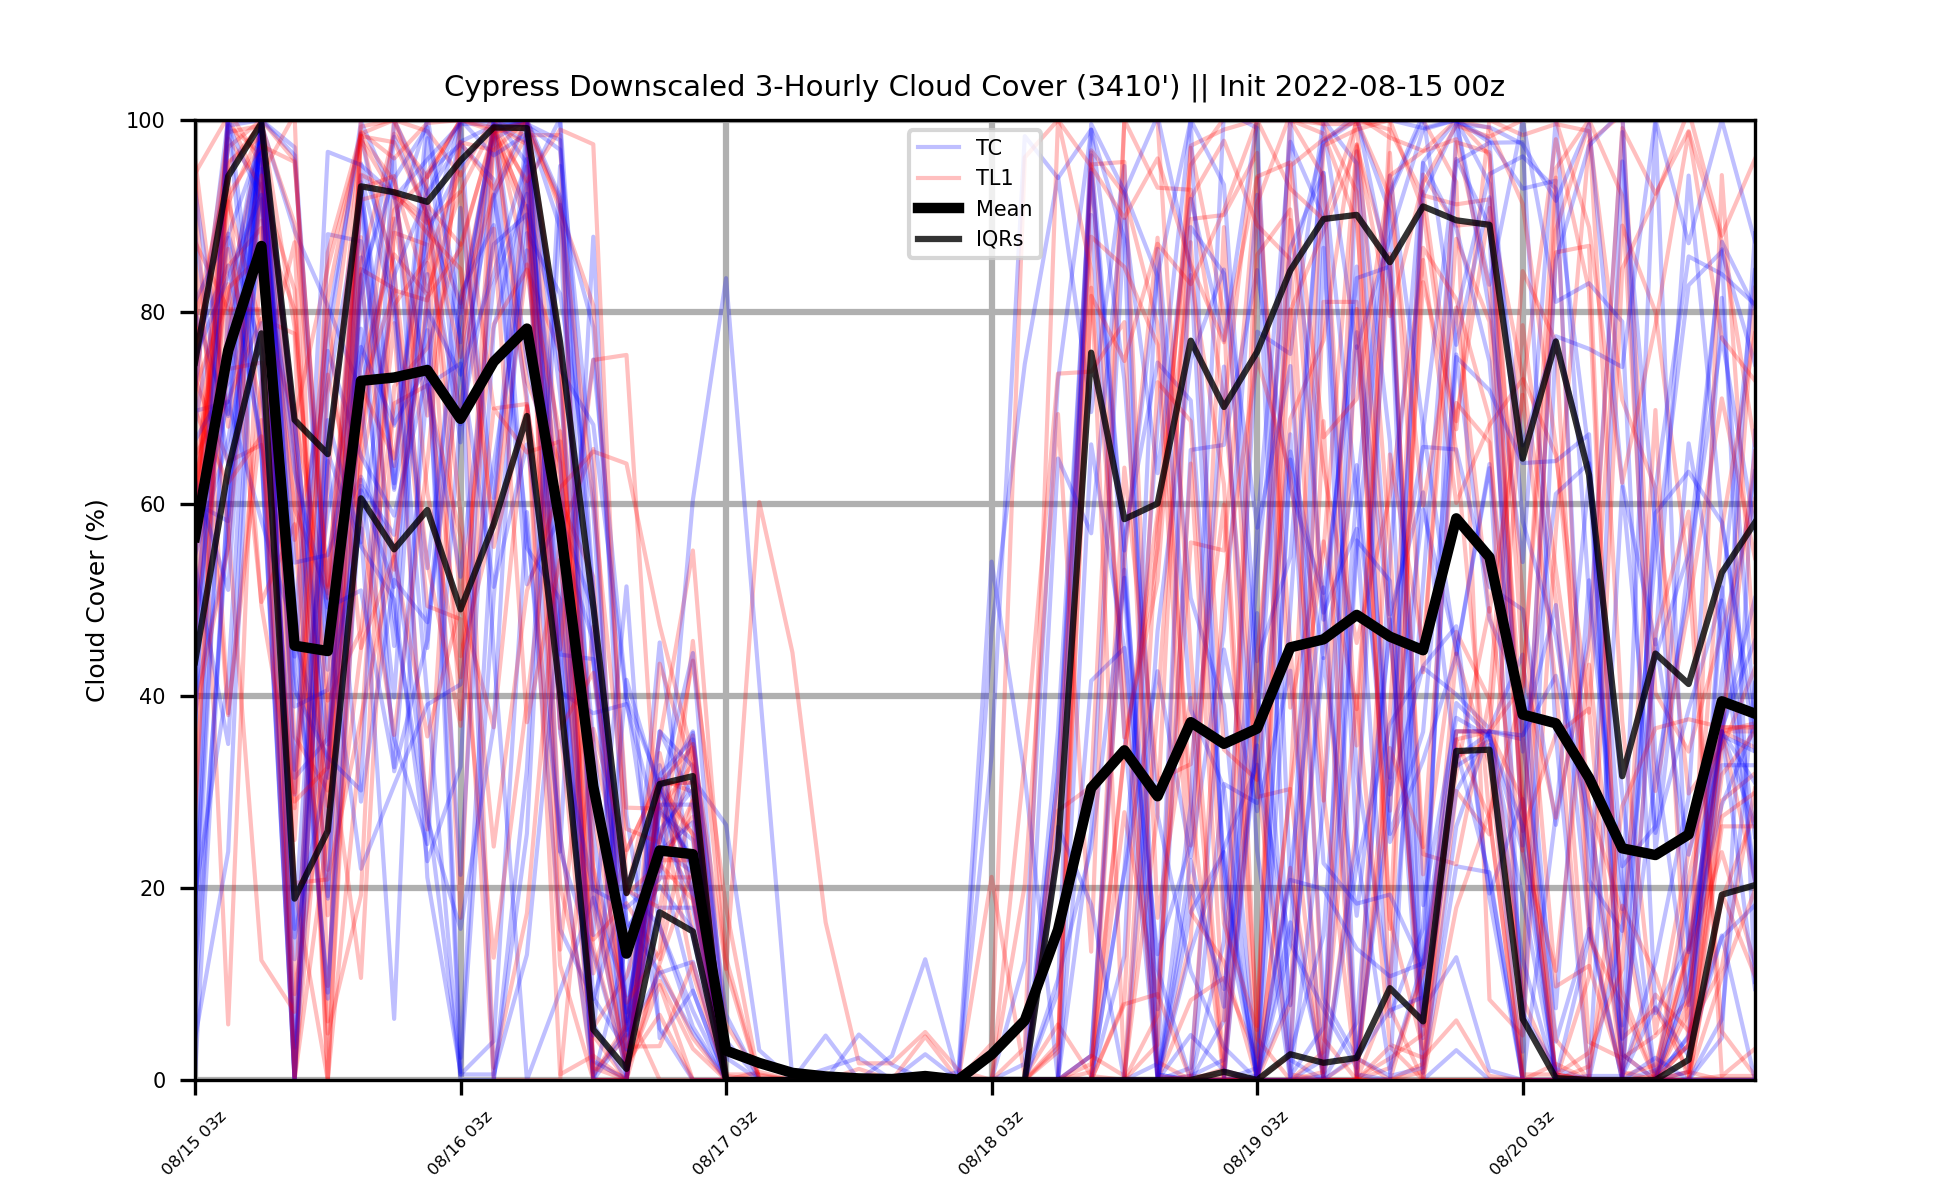 Cypress Downscaled 3-Hourly Cloud Cover (3410') || Init 2022-08-15 00z
TC
TL1
Mean
IQRs
Cloud Cover (%)
100
80
60
40
20
0
08/15 03z
08/16 03z
08/17 03z
08/18 03z
08/19 03z
08/20 03z